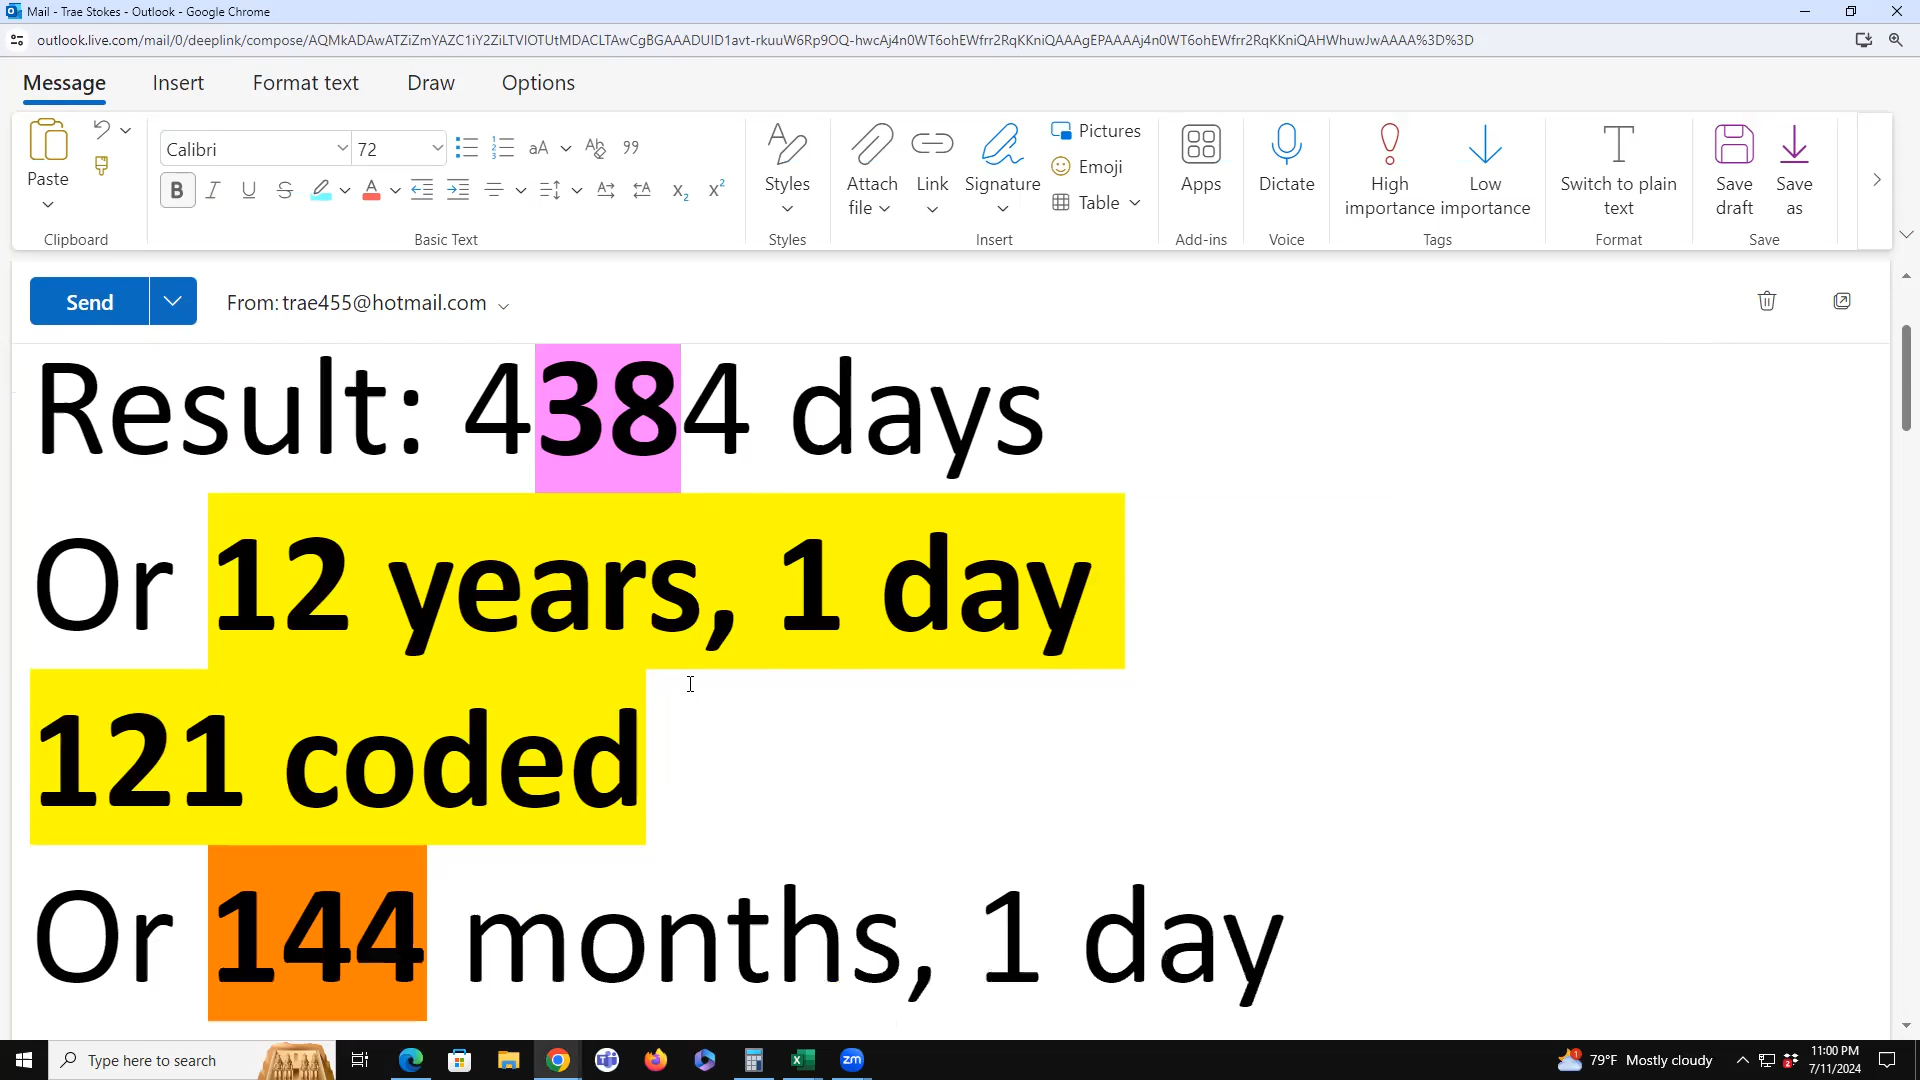 Mail - Trae Stokes - Outlook - Google Chrome
outlook.live.com/mail/0/deeplink/compose/AQMkADAwATZiZmYAZC1iY2ZiLTVlOTUtMDACLTAwCgBGAAADUID1avt-rkuuW6Rp9OQ-hwcAj4n0WT6ohEWfrr2RqKKniQAAAgEPAAAAj4n0WT6ohEWfrr2RqKKniQAHWhuwJwAAAA%3D%3D
Message Insert Format text Draw Options
Paste
Clipboard
Calibri 72
Basic Text
Styles
Styles
Attach file
Link
Signature
Pictures
Emoji
Table
Insert
Apps
Add-ins
Dictate
Voice
High importance
Low importance
Tags
Switch to plain text
Format
Save draft
Save as
Save
Send From: trae455@hotmail.com
Result: 4384 days
Or 12 years, 1 day
121 coded
Or 144 months, 1 day
Type here to search
79°F Mostly cloudy
11:00 PM
7/11/2024